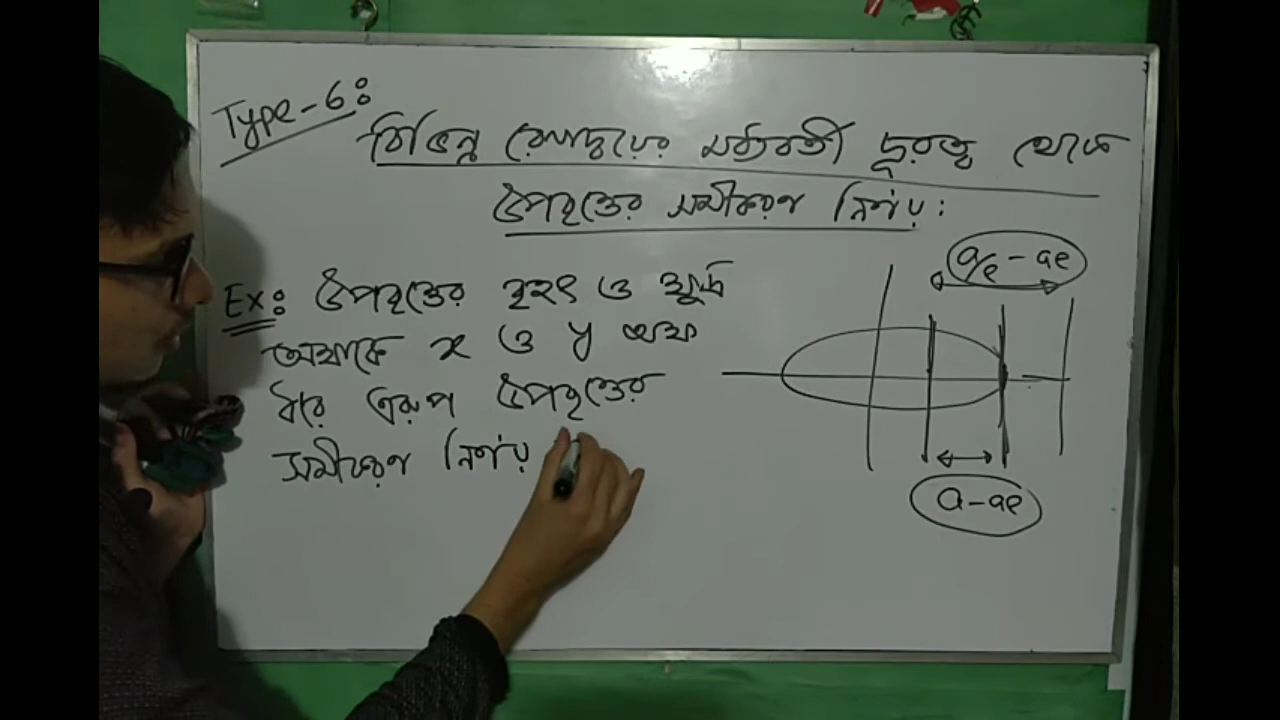 Type-6ঃ
বিভিন্ন রেখাদ্বয়ের মধ্যবর্তী দূরত্ব থেকে
উপবৃত্তের সমীকরণ নির্ণয়:
Exঃ উপবৃত্তের বৃহৎ ও ক্ষুদ্র
অক্ষকে x ও y অক্ষ
ধরে এরূপ উপবৃত্তের
সমীকরণ নির্ণয়
a/e - ae
a - ae